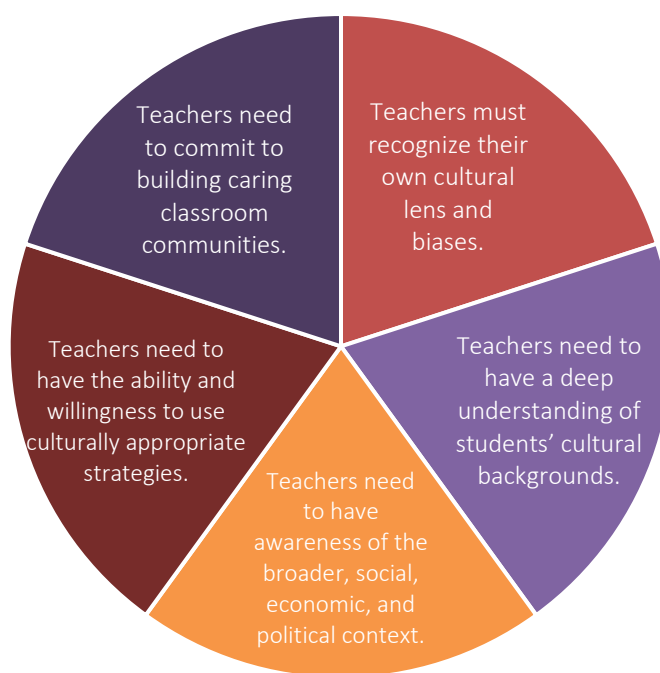 Teachers need
to commit to
building caring
classroom
communities.
Teachers must
recognize their
own cultural
lens and
biases.
Teachers need to
have the ability and
willingness to use
culturally appropriate
strategies.
Teachers need to
have a deep
understanding of
students’ cultural
backgrounds.
Teachers need
to have
awareness of the
broader, social,
economic, and
political context.